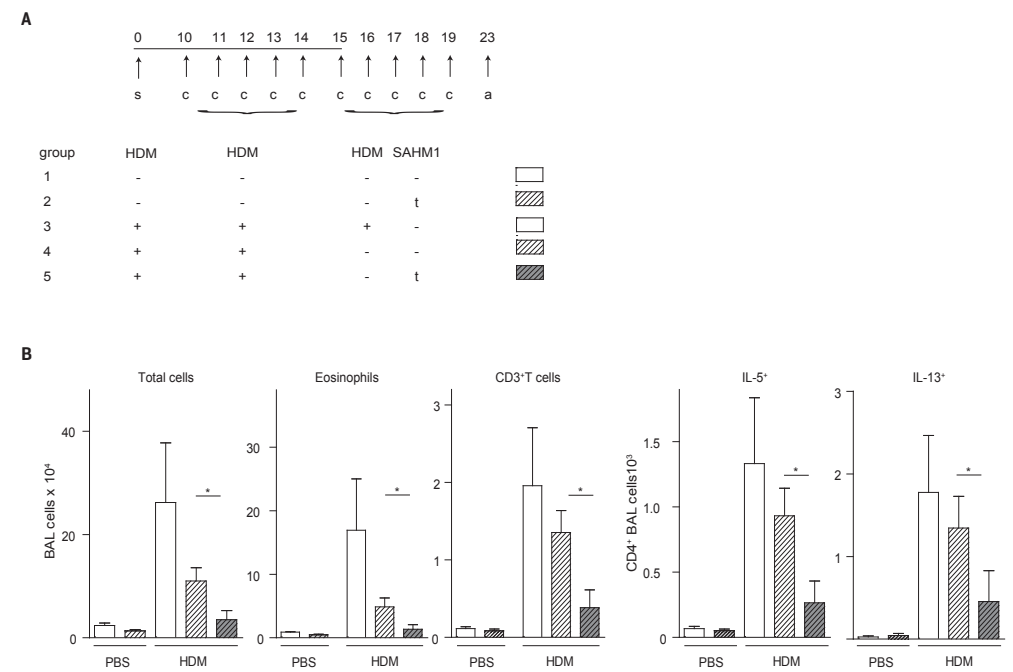 A
0 10 11 12 13 14 15 16 17 18 19 23
s c c c c c c c c c c a
group HDM HDM HDM SAHM1
1 - - - -
2 - - - t
3 + + + -
4 + + - -
5 + + - t
B
Total cells
BAL cells x 10⁴
40
20
0
*
PBS HDM
Eosinophils
30
20
10
0
*
PBS HDM
CD3⁺T cells
3
2
1
0
*
PBS HDM
IL-5⁺
CD4⁺ BAL cells10³
1.5
1.0
0.5
0
*
PBS HDM
IL-13⁺
3
2
1
*
PBS HDM